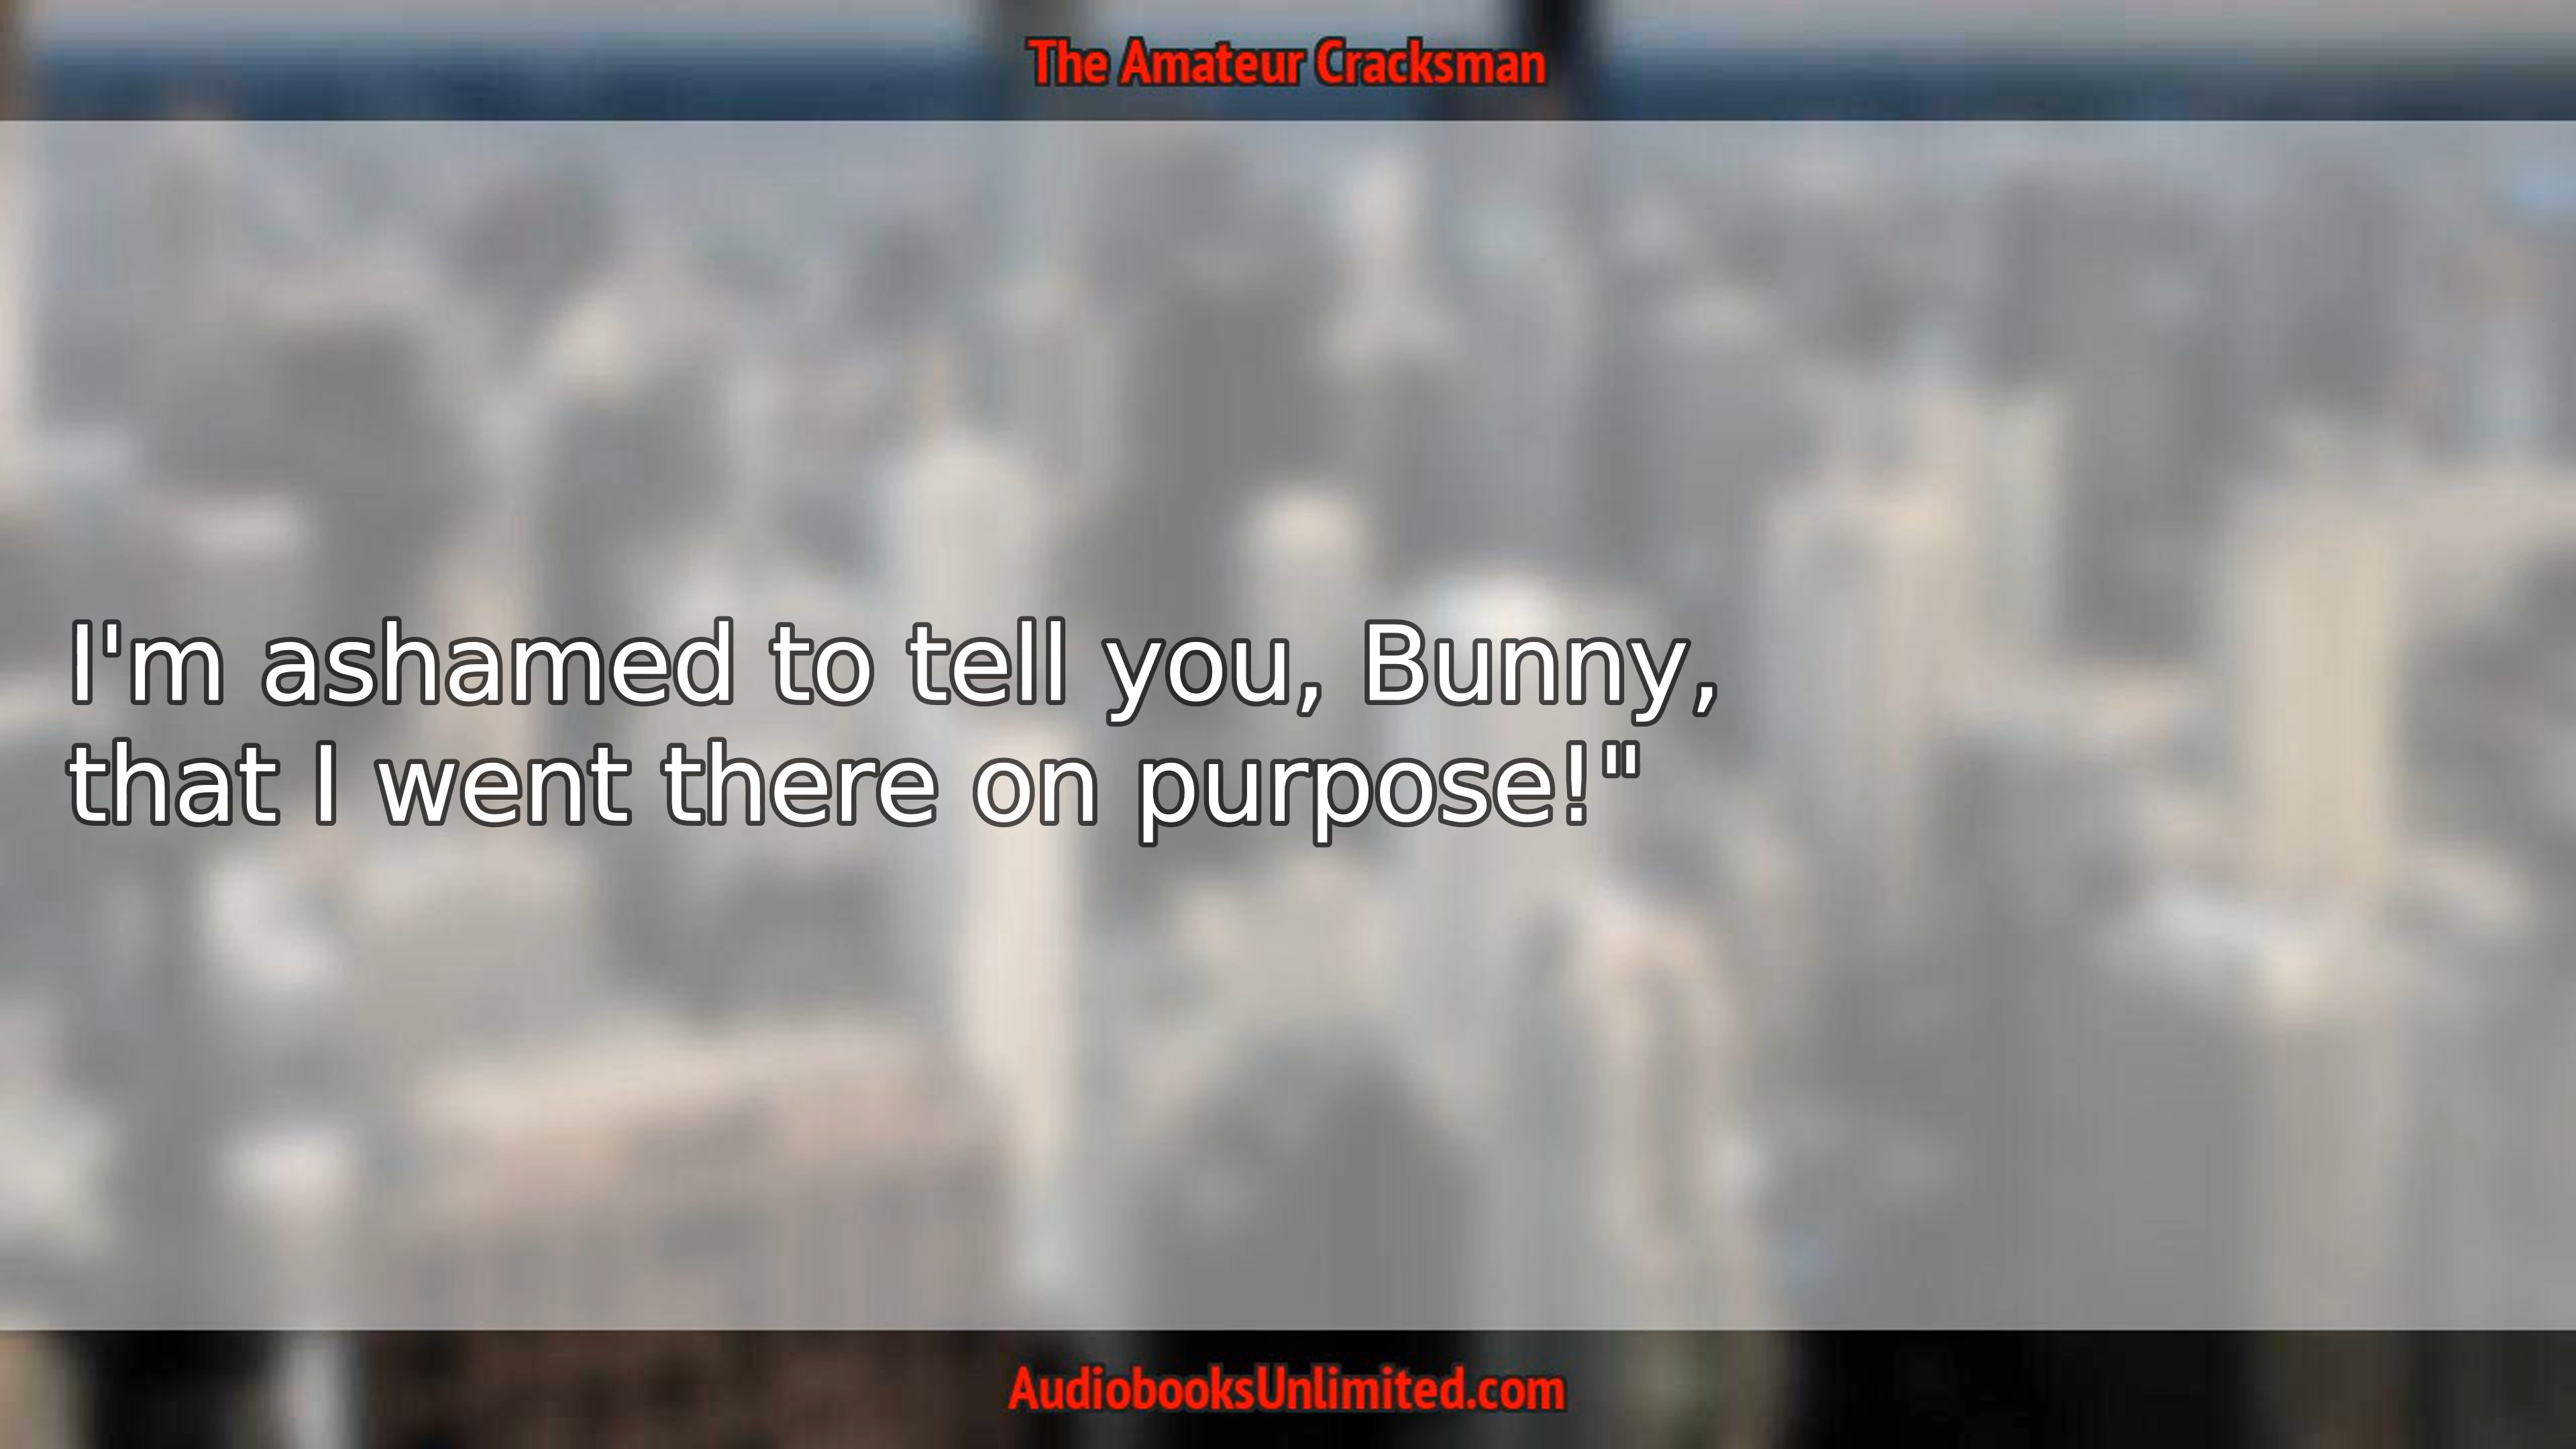 The Amateur Cracksman
I'm ashamed to tell you, Bunny,
that I went there on purpose!"
AudiobooksUnlimited.com